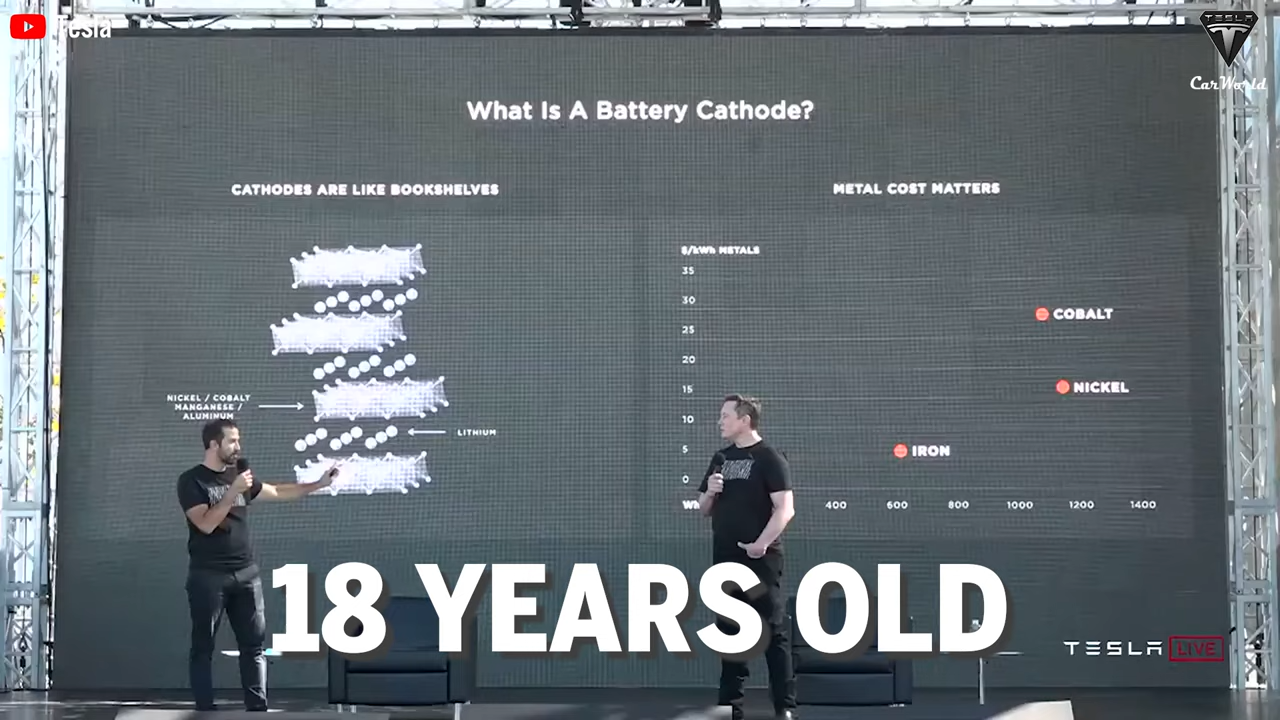 Tesla
TESLA
CarWorld
What Is A Battery Cathode?
CATHODES ARE LIKE BOOKSHELVES
NICKEL / COBALT
MANGANESE /
ALUMINUM
LITHIUM
METAL COST MATTERS
$/kWh METALS
35
30
25
20
15
10
5
0
COBALT
NICKEL
IRON
400
600
800
1000
1200
1400
18 YEARS OLD
TESLA LIVE